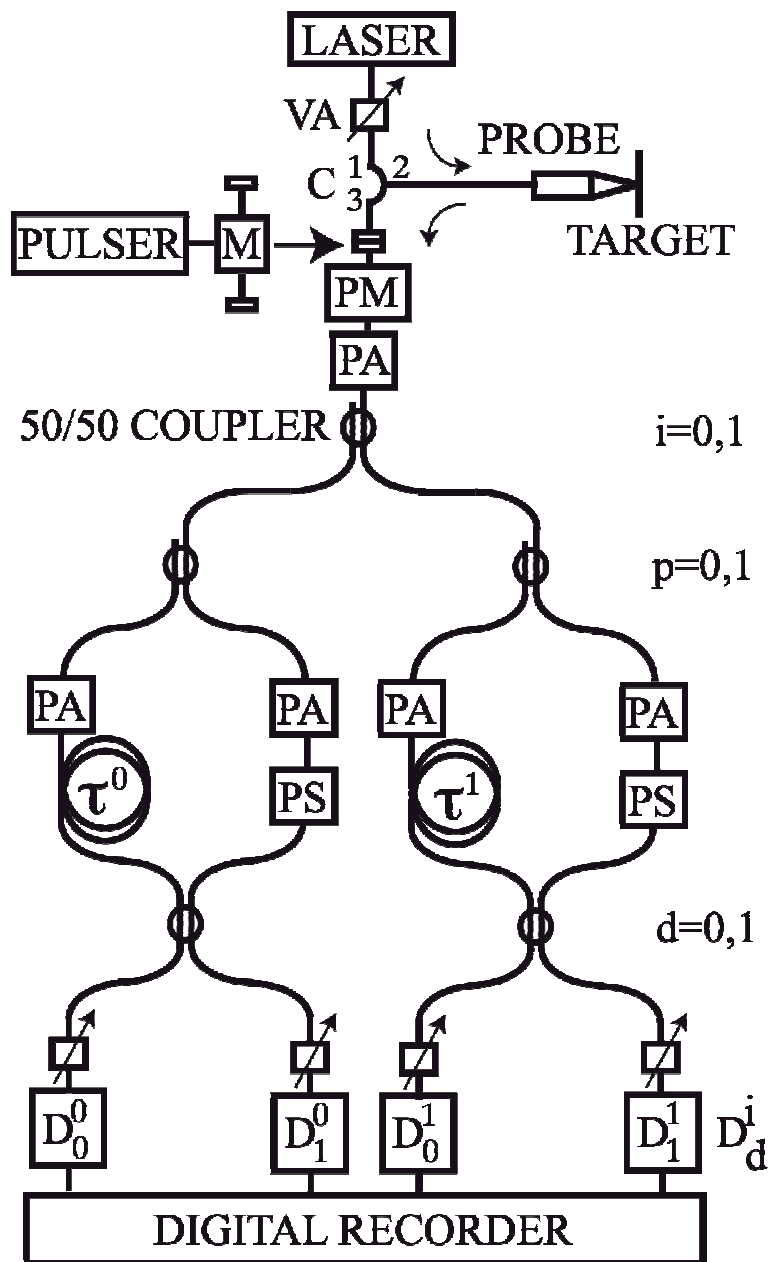 LASER
VA
PROBE
C 1 2
3
TARGET
PULSER M
PM
PA
50/50 COUPLER i=0,1
p=0,1
PA PA PA PA
τ⁰ PS τ¹ PS
d=0,1
D₀⁰ D₁⁰ D₀¹ D₁¹ D_d^i
DIGITAL RECORDER